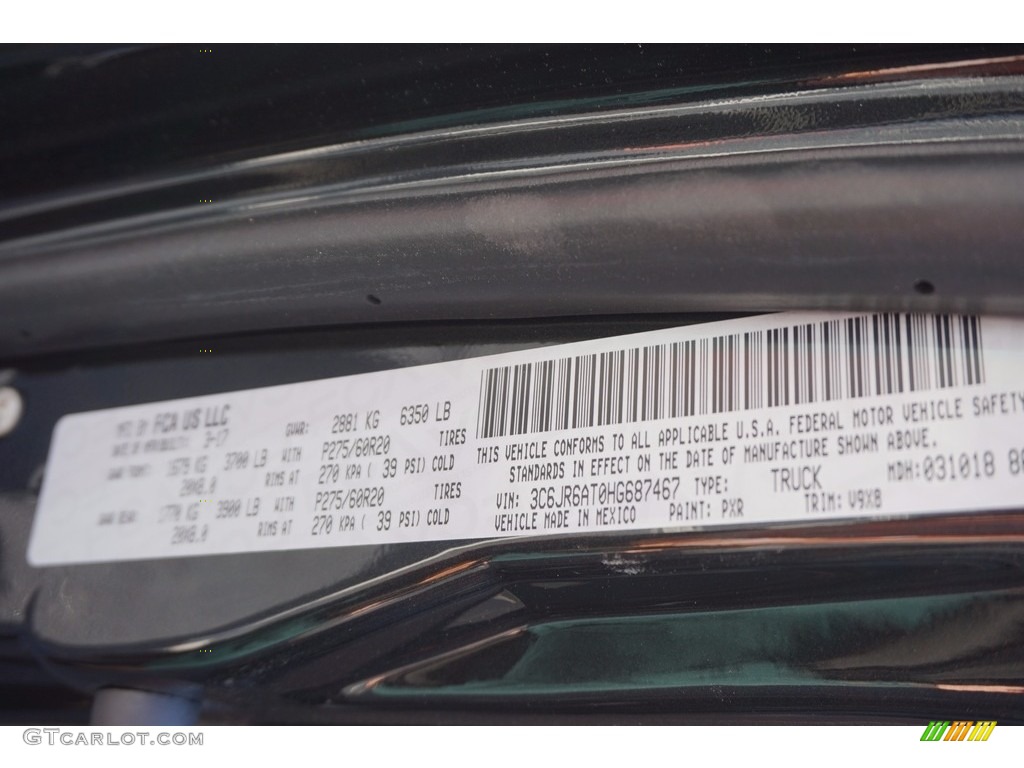 MFD BY FCA US LLC GVWR: 2881 KG 6350 LB
DATE OF MFR 3-17
GAWR FRONT: 1679 KG 3700 LB WITH P275/60R20 TIRES
20X8.0 RIMS AT 270 KPA ( 39 PSI) COLD
GAWR REAR: 1770 KG 3900 LB WITH P275/60R20 TIRES
20X8.0 RIMS AT 270 KPA ( 39 PSI) COLD
THIS VEHICLE CONFORMS TO ALL APPLICABLE U.S.A. FEDERAL MOTOR VEHICLE SAFETY
STANDARDS IN EFFECT ON THE DATE OF MANUFACTURE SHOWN ABOVE.
VIN: 3C6JR6AT0HG687467 TYPE: TRUCK MDH:031018
VEHICLE MADE IN MEXICO PAINT: PXR TRIM: V9X8
GTCarlot.com